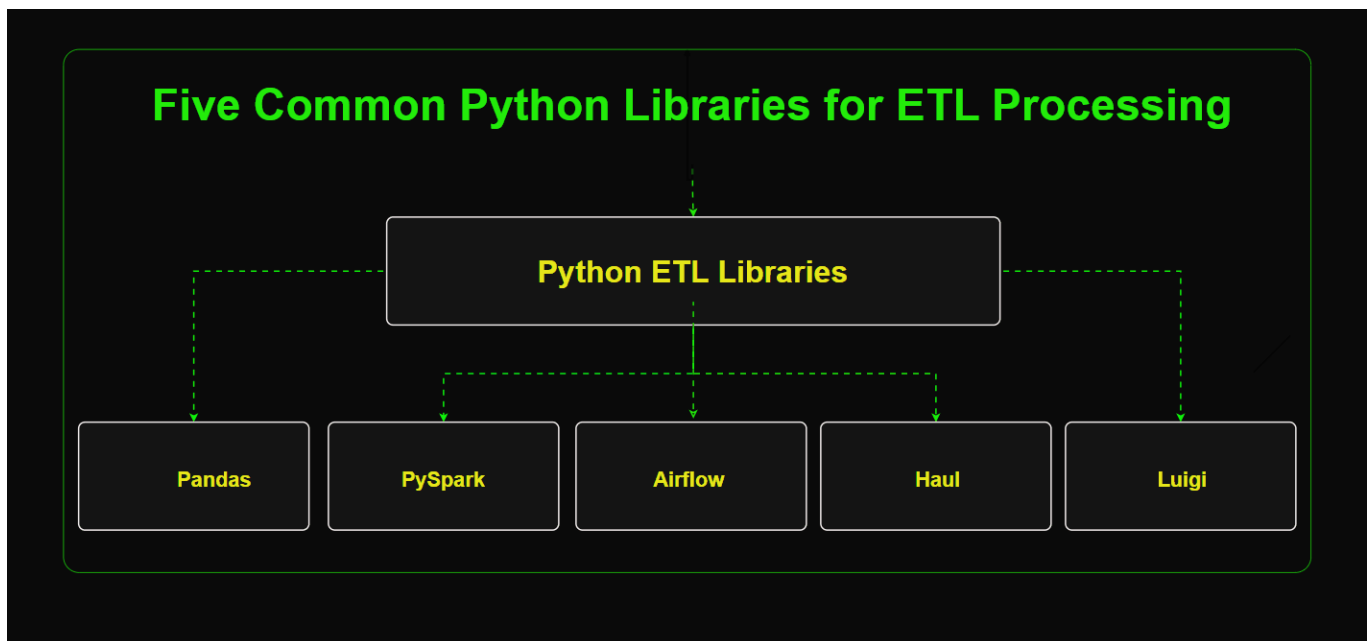 Five Common Python Libraries for ETL Processing
Python ETL Libraries
Pandas
PySpark
Airflow
Haul
Luigi